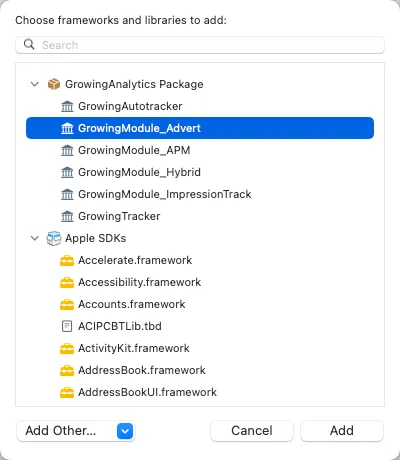 Choose frameworks and libraries to add:
Search
GrowingAnalytics Package
GrowingAutotracker
GrowingModule_Advert
GrowingModule_APM
GrowingModule_Hybrid
GrowingModule_ImpressionTrack
GrowingTracker
Apple SDKs
Accelerate.framework
Accessibility.framework
Accounts.framework
ACIPCBTLib.tbd
ActivityKit.framework
AddressBook.framework
AddressBookUI.framework
Add Other... Cancel Add